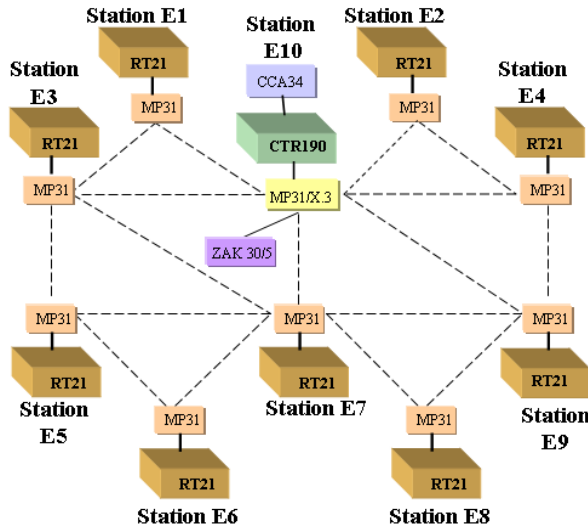 Station E1
RT21
MP31
Station
E10
CCA34
CTR190
MP31/X.3
ZAK 30/5
Station E2
RT21
MP31
Station
E3
RT21
MP31
Station
E4
RT21
MP31
MP31
RT21
Station
E5
MP31
RT21
Station E6
MP31
RT21
Station E7
MP31
RT21
Station E8
MP31
RT21
Station
E9